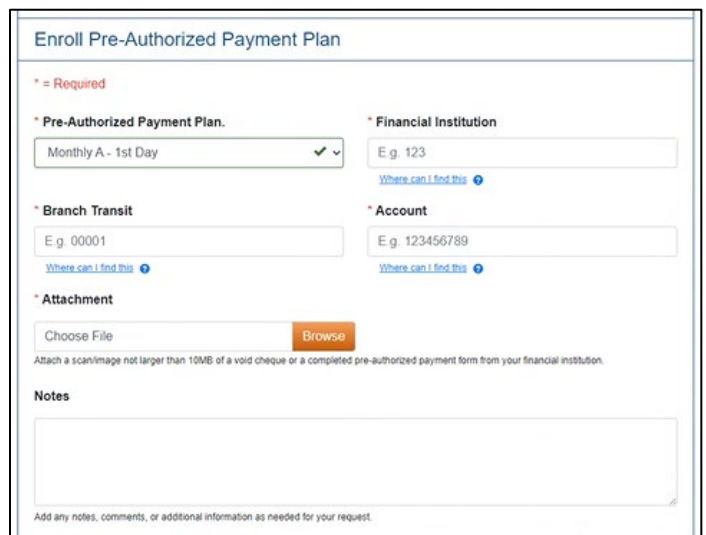 Enroll Pre-Authorized Payment Plan
* = Required
* Pre-Authorized Payment Plan.
* Financial Institution
Monthly A - 1st Day
E.g. 123
Where can I find this ?
* Branch Transit
* Account
E.g. 00001
E.g. 123456789
Where can I find this ?
Where can I find this ?
* Attachment
Choose File
Browse
Attach a scan/image not larger than 10MB of a void cheque or a completed pre-authorized payment form from your financial institution.
Notes
Add any notes, comments, or additional information as needed for your request.